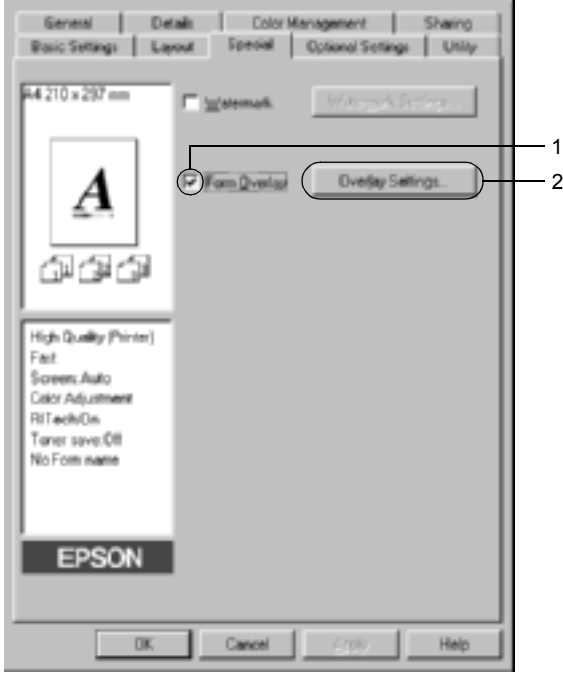 General Details Color Management Sharing
Basic Settings Layout Special Optional Settings Utility
A4 210 x 297 mm
Watermark Watermark Settings...
1
Form Overlay Overlay Settings... 2
A
High Quality (Printer)
Fast
Screen:Auto
Color Adjustment
RITech:On
Toner save:Off
No Form name
EPSON
OK Cancel Apply Help